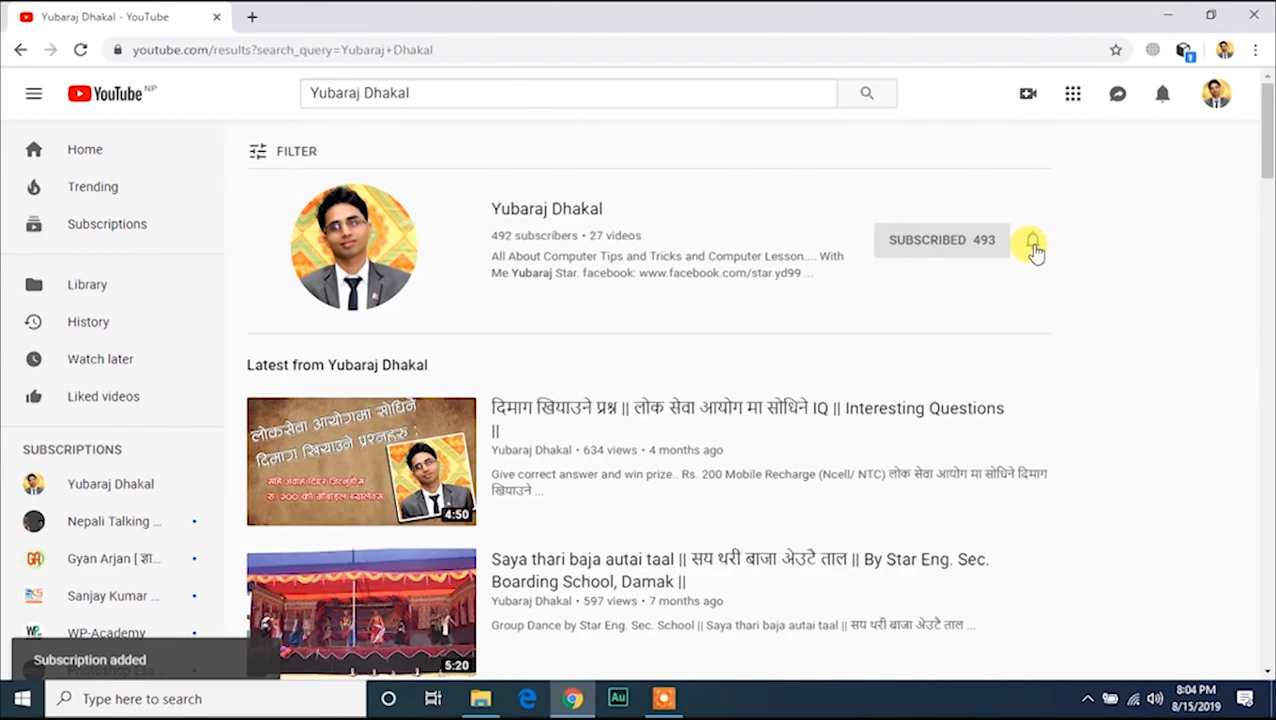 Yubaraj Dhakal - YouTube
youtube.com/results?search_query=Yubaraj+Dhakal
YouTube NP
Yubaraj Dhakal
Home
Trending
Subscriptions
Library
History
Watch later
Liked videos
SUBSCRIPTIONS
Yubaraj Dhakal
Nepali Talking ...
Gyan Arjan [ ज्ञा...
Sanjay Kumar ...
WP-Academy
Subscription added
FILTER
Yubaraj Dhakal
492 subscribers • 27 videos
All About Computer Tips and Tricks and Computer Lesson.... With
Me Yubaraj Star. facebook: www.facebook.com/star.yd99 ...
SUBSCRIBED 493
Latest from Yubaraj Dhakal
लोकसेवा आयोगमा सोधिने
दिमाग खियाउने प्रश्नहरु :
4:50
दिमाग खियाउने प्रश्न || लोक सेवा आयोग मा सोधिने IQ || Interesting Questions
||
Yubaraj Dhakal • 634 views • 4 months ago
Give correct answer and win prize.. Rs. 200 Mobile Recharge (Ncell/ NTC) लोक सेवा आयोग मा सोधिने दिमाग
खियाउने ...
5:20
Saya thari baja autai taal || सय थरी बाजा अेउटै ताल || By Star Eng. Sec.
Boarding School, Damak ||
Yubaraj Dhakal • 597 views • 7 months ago
Group Dance by Star Eng. Sec. School || Saya thari baja autai taal || सय थरी बाजा अेउटै ताल ...
Type here to search
Au
8:04 PM
8/15/2019